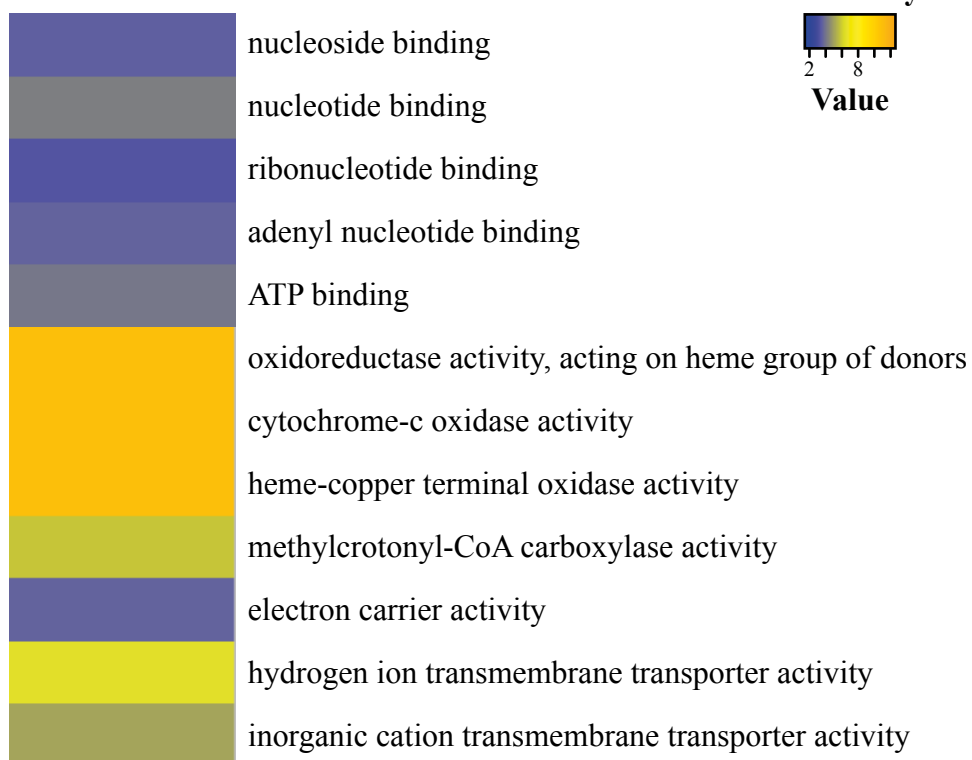 nucleoside binding
nucleotide binding
ribonucleotide binding
adenyl nucleotide binding
ATP binding
oxidoreductase activity, acting on heme group of donors
cytochrome-c oxidase activity
heme-copper terminal oxidase activity
methylcrotonyl-CoA carboxylase activity
electron carrier activity
hydrogen ion transmembrane transporter activity
inorganic cation transmembrane transporter activity
2 8
Value